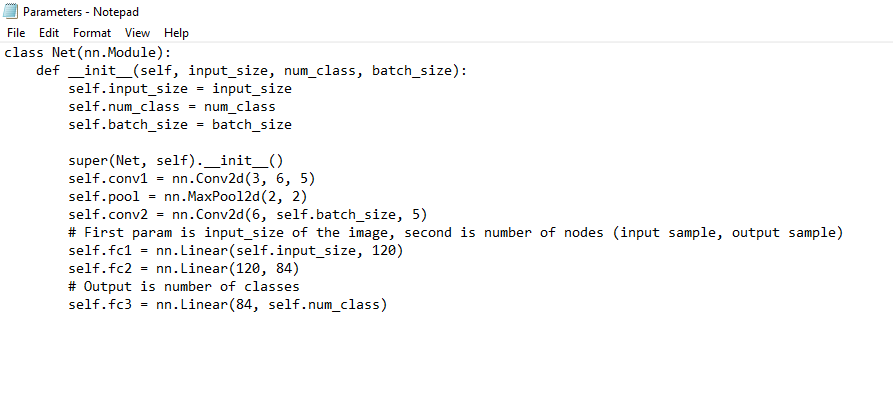 Parameters - Notepad
File Edit Format View Help
class Net(nn.Module):
    def __init__(self, input_size, num_class, batch_size):
        self.input_size = input_size
        self.num_class = num_class
        self.batch_size = batch_size

        super(Net, self).__init__()
        self.conv1 = nn.Conv2d(3, 6, 5)
        self.pool = nn.MaxPool2d(2, 2)
        self.conv2 = nn.Conv2d(6, self.batch_size, 5)
        # First param is input_size of the image, second is number of nodes (input sample, output sample)
        self.fc1 = nn.Linear(self.input_size, 120)
        self.fc2 = nn.Linear(120, 84)
        # Output is number of classes
        self.fc3 = nn.Linear(84, self.num_class)